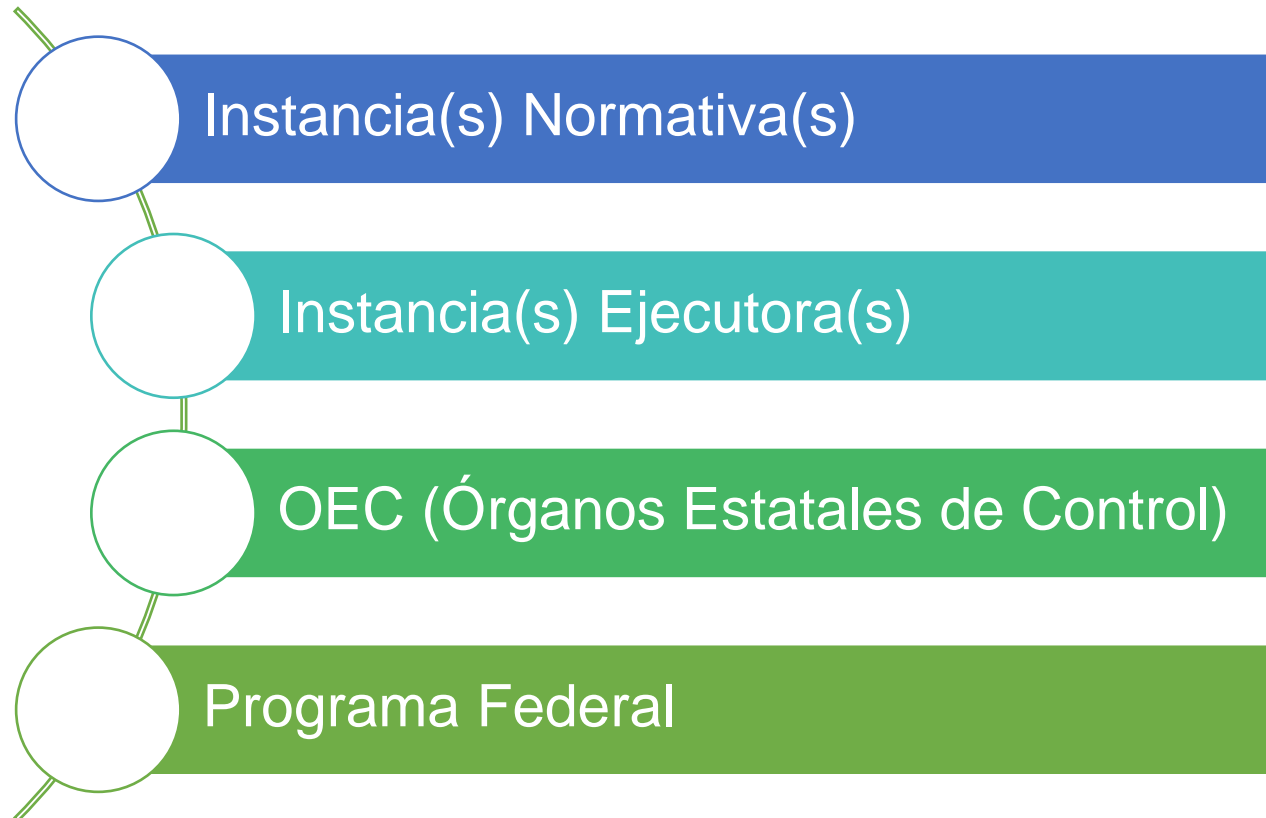 Instancia(s) Normativa(s)
Instancia(s) Ejecutora(s)
OEC (Órganos Estatales de Control)
Programa Federal